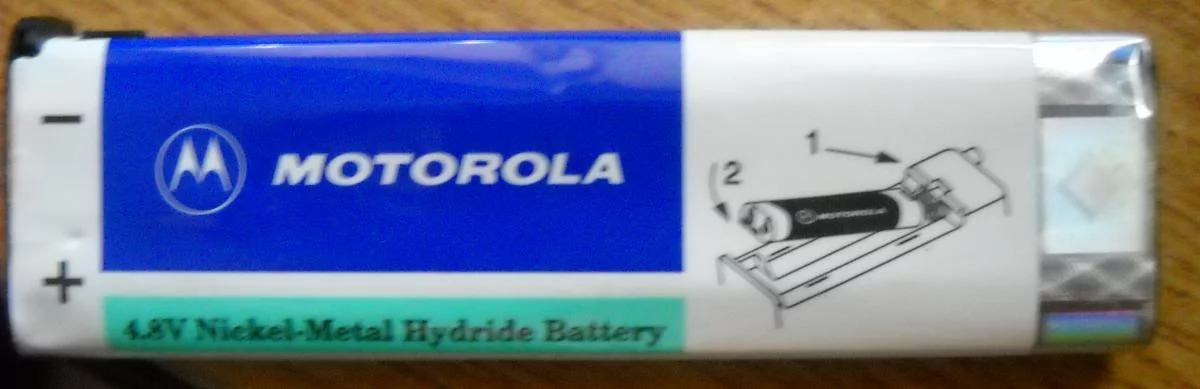 −
+
MOTOROLA
4.8V Nickel-Metal Hydride Battery
1
2
MOTOROLA